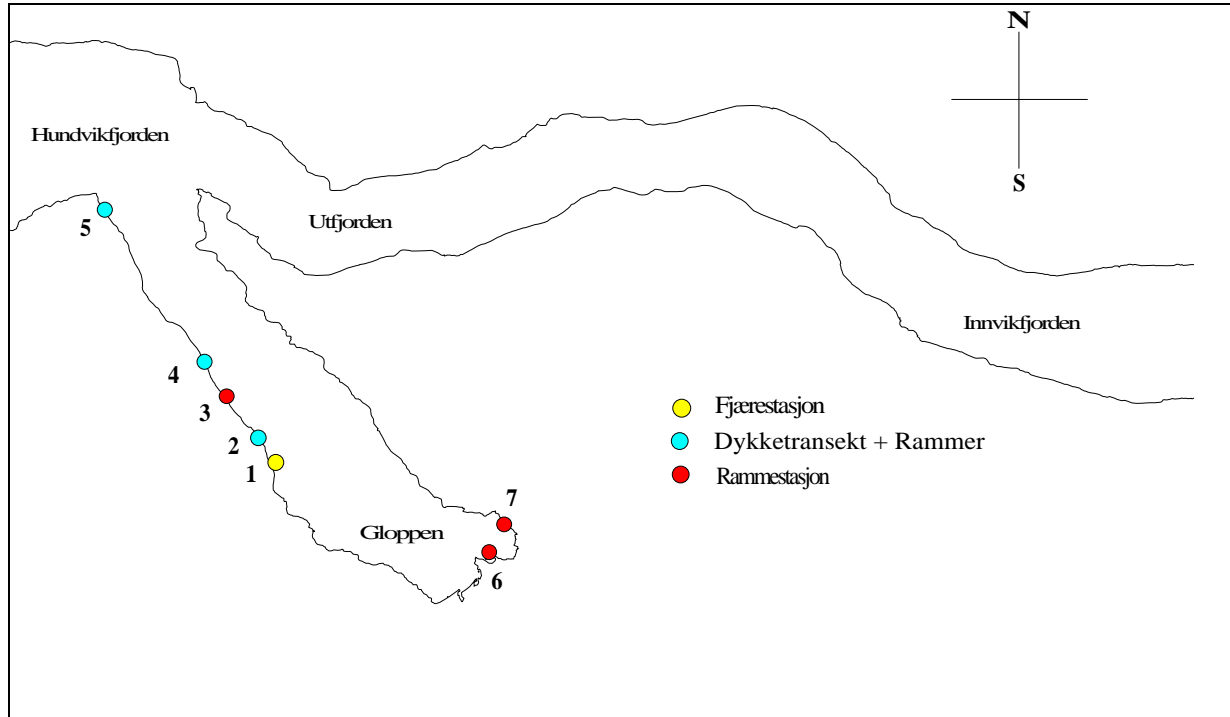 N
Hundvikfjorden
S
Utfjorden
5
Innvikfjorden
4
3
Fjærestasjon
2
Dykketransekt + Rammer
1
Rammestasjon
7
Gloppen
6